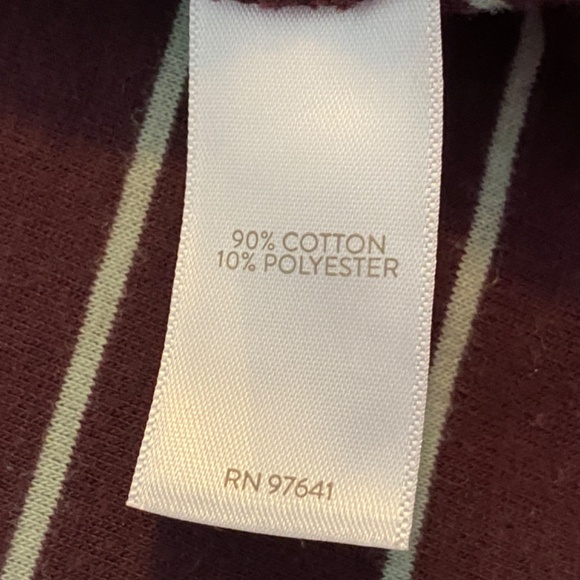 90% COTTON
10% POLYESTER
RN 97641